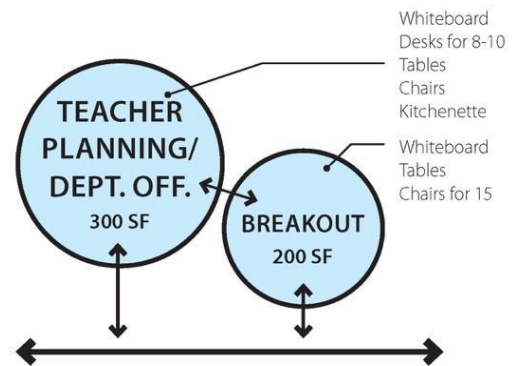 Whiteboard
Desks for 8-10
Tables
Chairs
Kitchenette
TEACHER
PLANNING/
DEPT. OFF.
300 SF
Whiteboard
Tables
Chairs for 15
BREAKOUT
200 SF